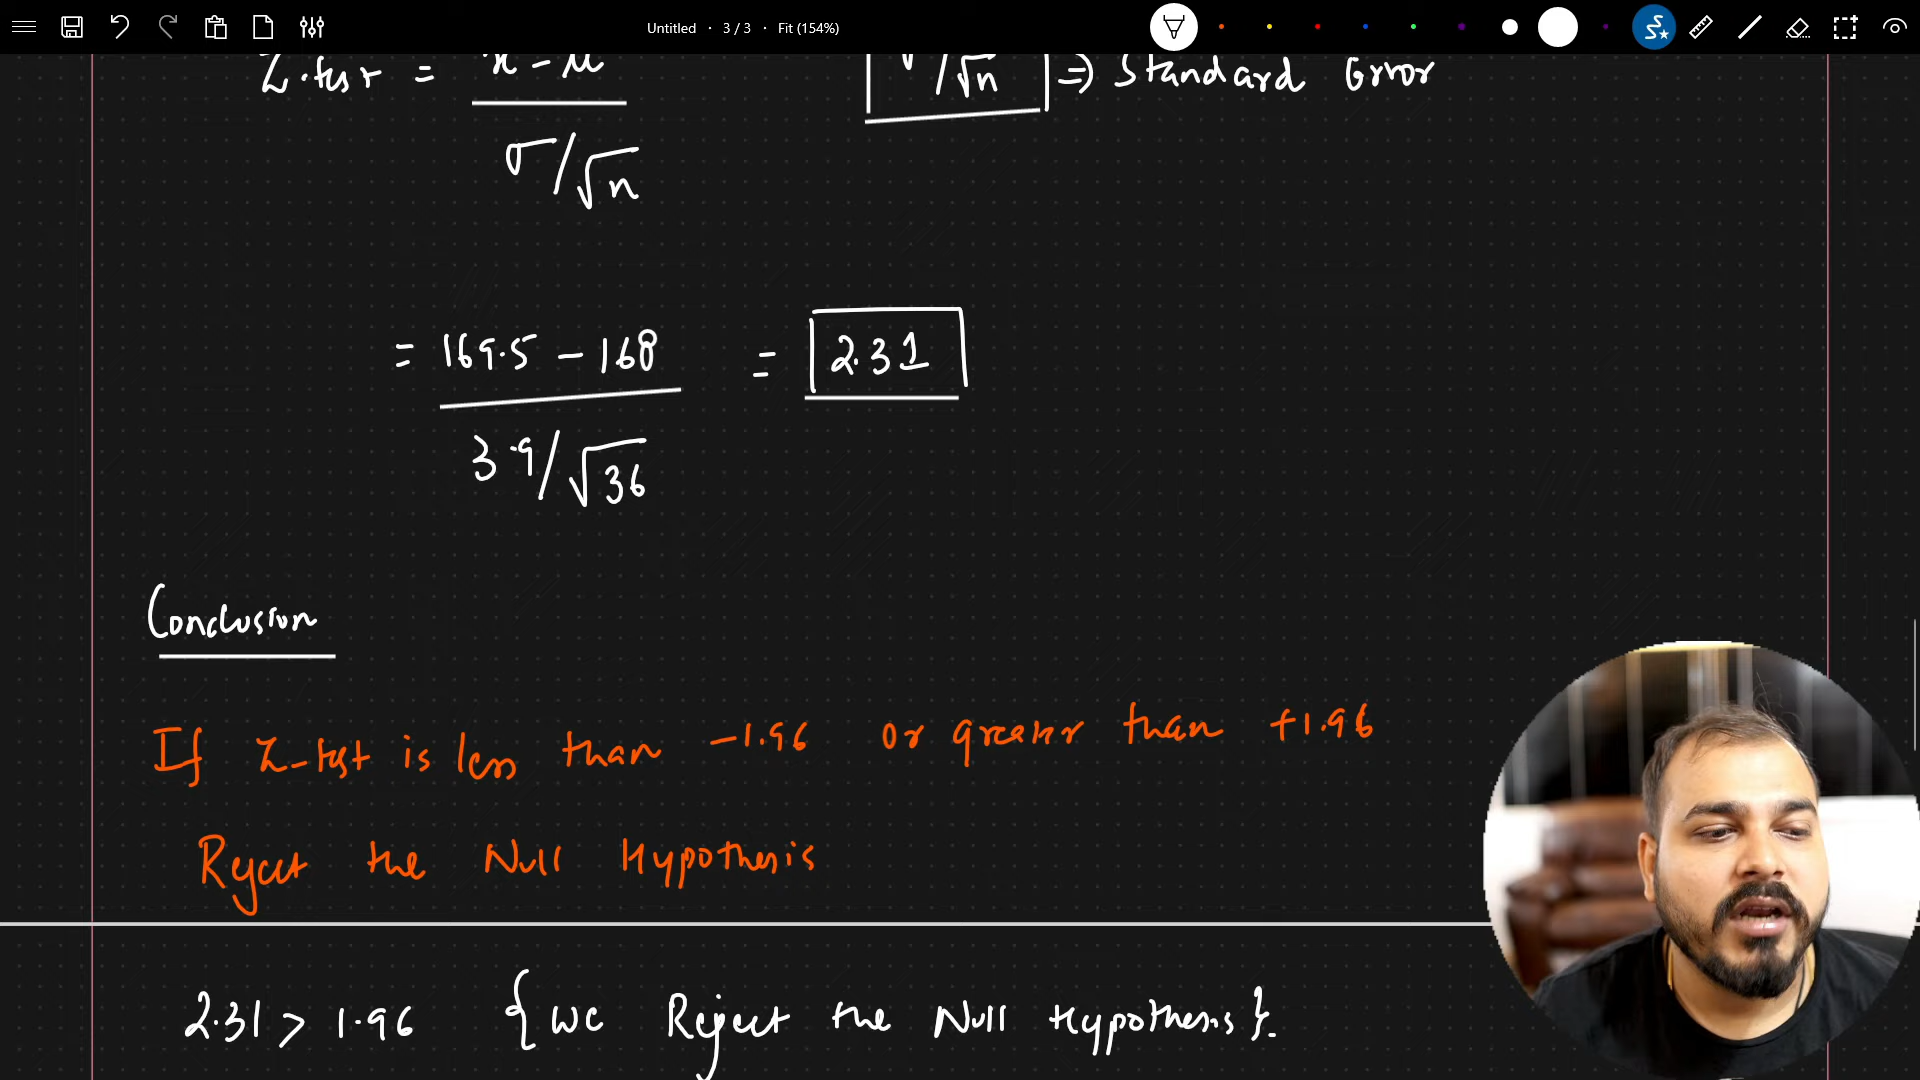 Untitled · 3 / 3 · Fit (154%)
Z-test = x̄ - μ
σ/√n
σ/√n => Standard Error
= 169.5 - 168 = 2.31
3.9/√36
Conclusion
If Z-test is less than -1.96 or greater than +1.96
Reject the Null Hypothesis
2.31 > 1.96 {we Reject the Null Hypothesis}.